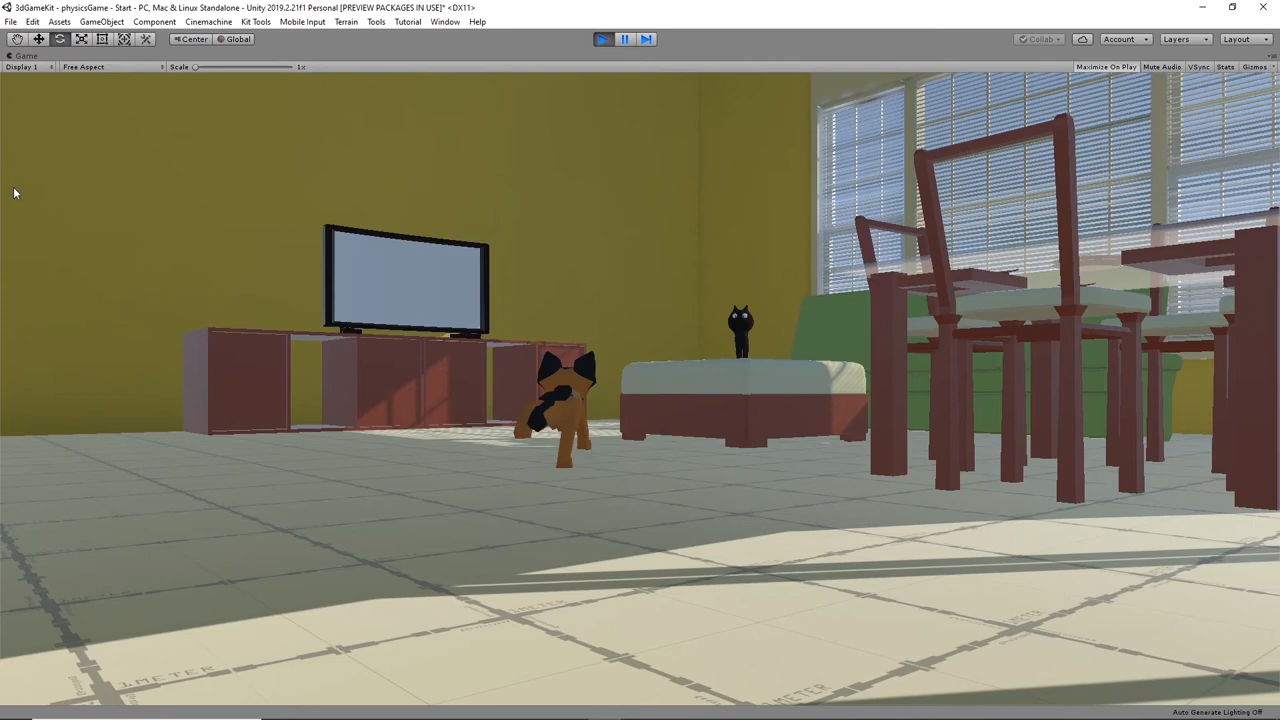 3dGameKit - physicsGame - Start - PC, Mac & Linux Standalone - Unity 2019.2.21f1 Personal [PREVIEW PACKAGES IN USE]* <DX11>
File Edit Assets GameObject Component Cinemachine Kit Tools Mobile Input Terrain Tools Tutorial Window Help
Center Global Collab Account Layers Layout
Game
Display 1 Free Aspect Scale 1x Maximize On Play Mute Audio VSync Stats Gizmos
METER
1METER
METER
Auto Generate Lighting Off